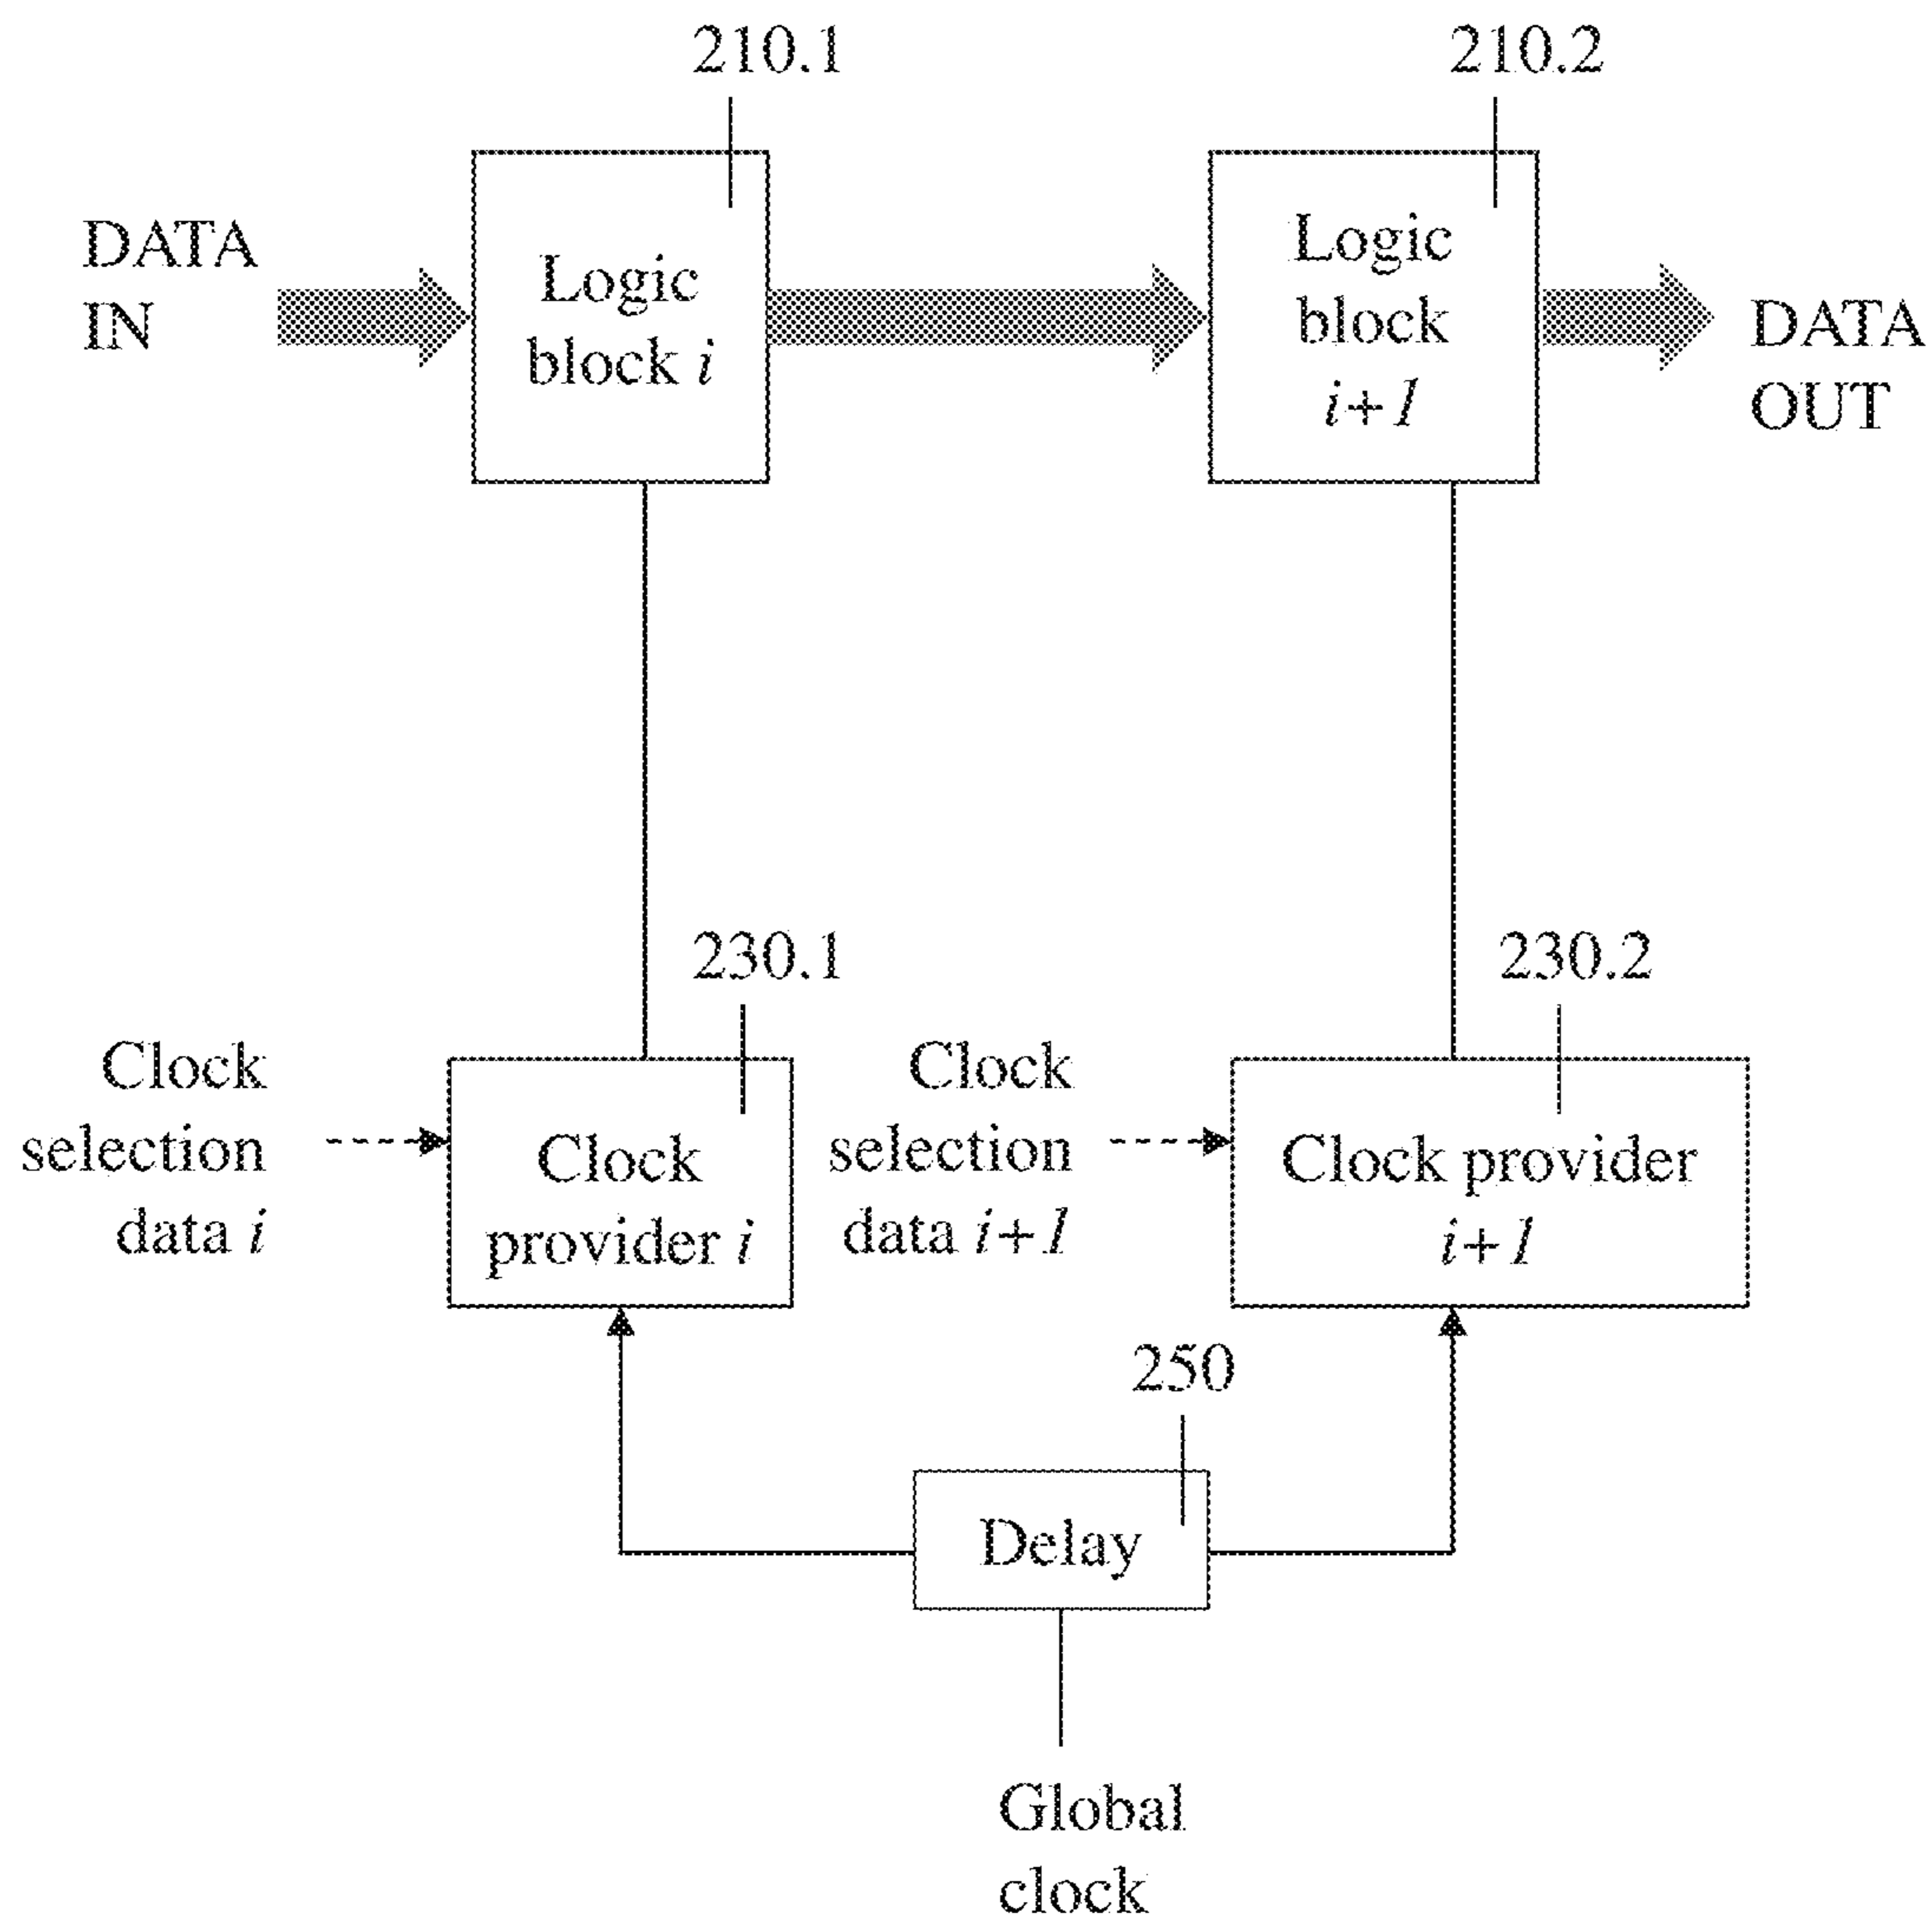 210.1
210.2
DATA
IN
Logic
block i
Logic
block
i+1
DATA
OUT
230.1
230.2
Clock
selection
data i
Clock
provider i
Clock
selection
data i+1
Clock provider
i+1
250
Delay
Global
clock